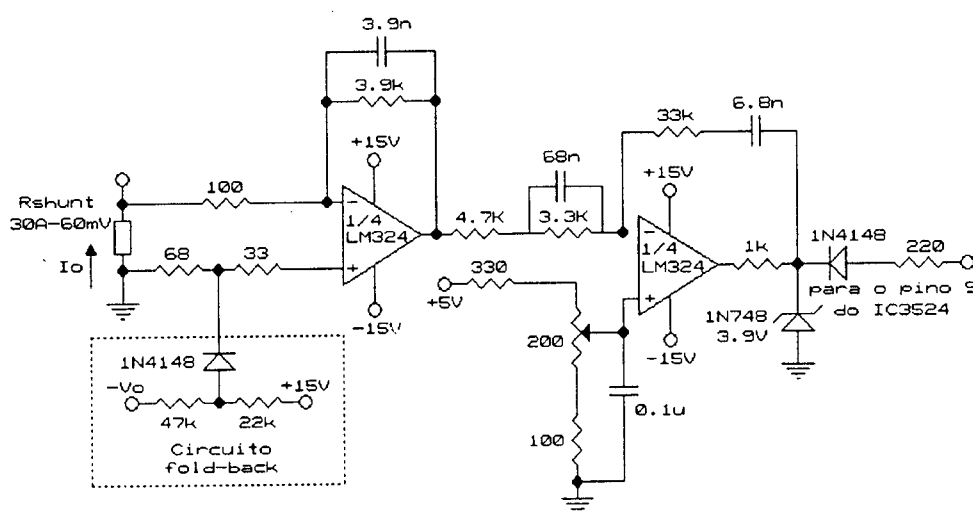 3.9n
3.9k
+15V
100
1/4
LM324
-15V
Rshunt
30A-60mV
Io
68
33
1N4148
-Vo
+15V
47k
22k
Circuito
fold-back
4.7K
68n
3.3K
330
+5V
200
100
0.1u
33k
6.8n
+15V
1/4
LM324
-15V
1k
1N4148
220
para o pino 9
do IC3524
1N748
3.9V